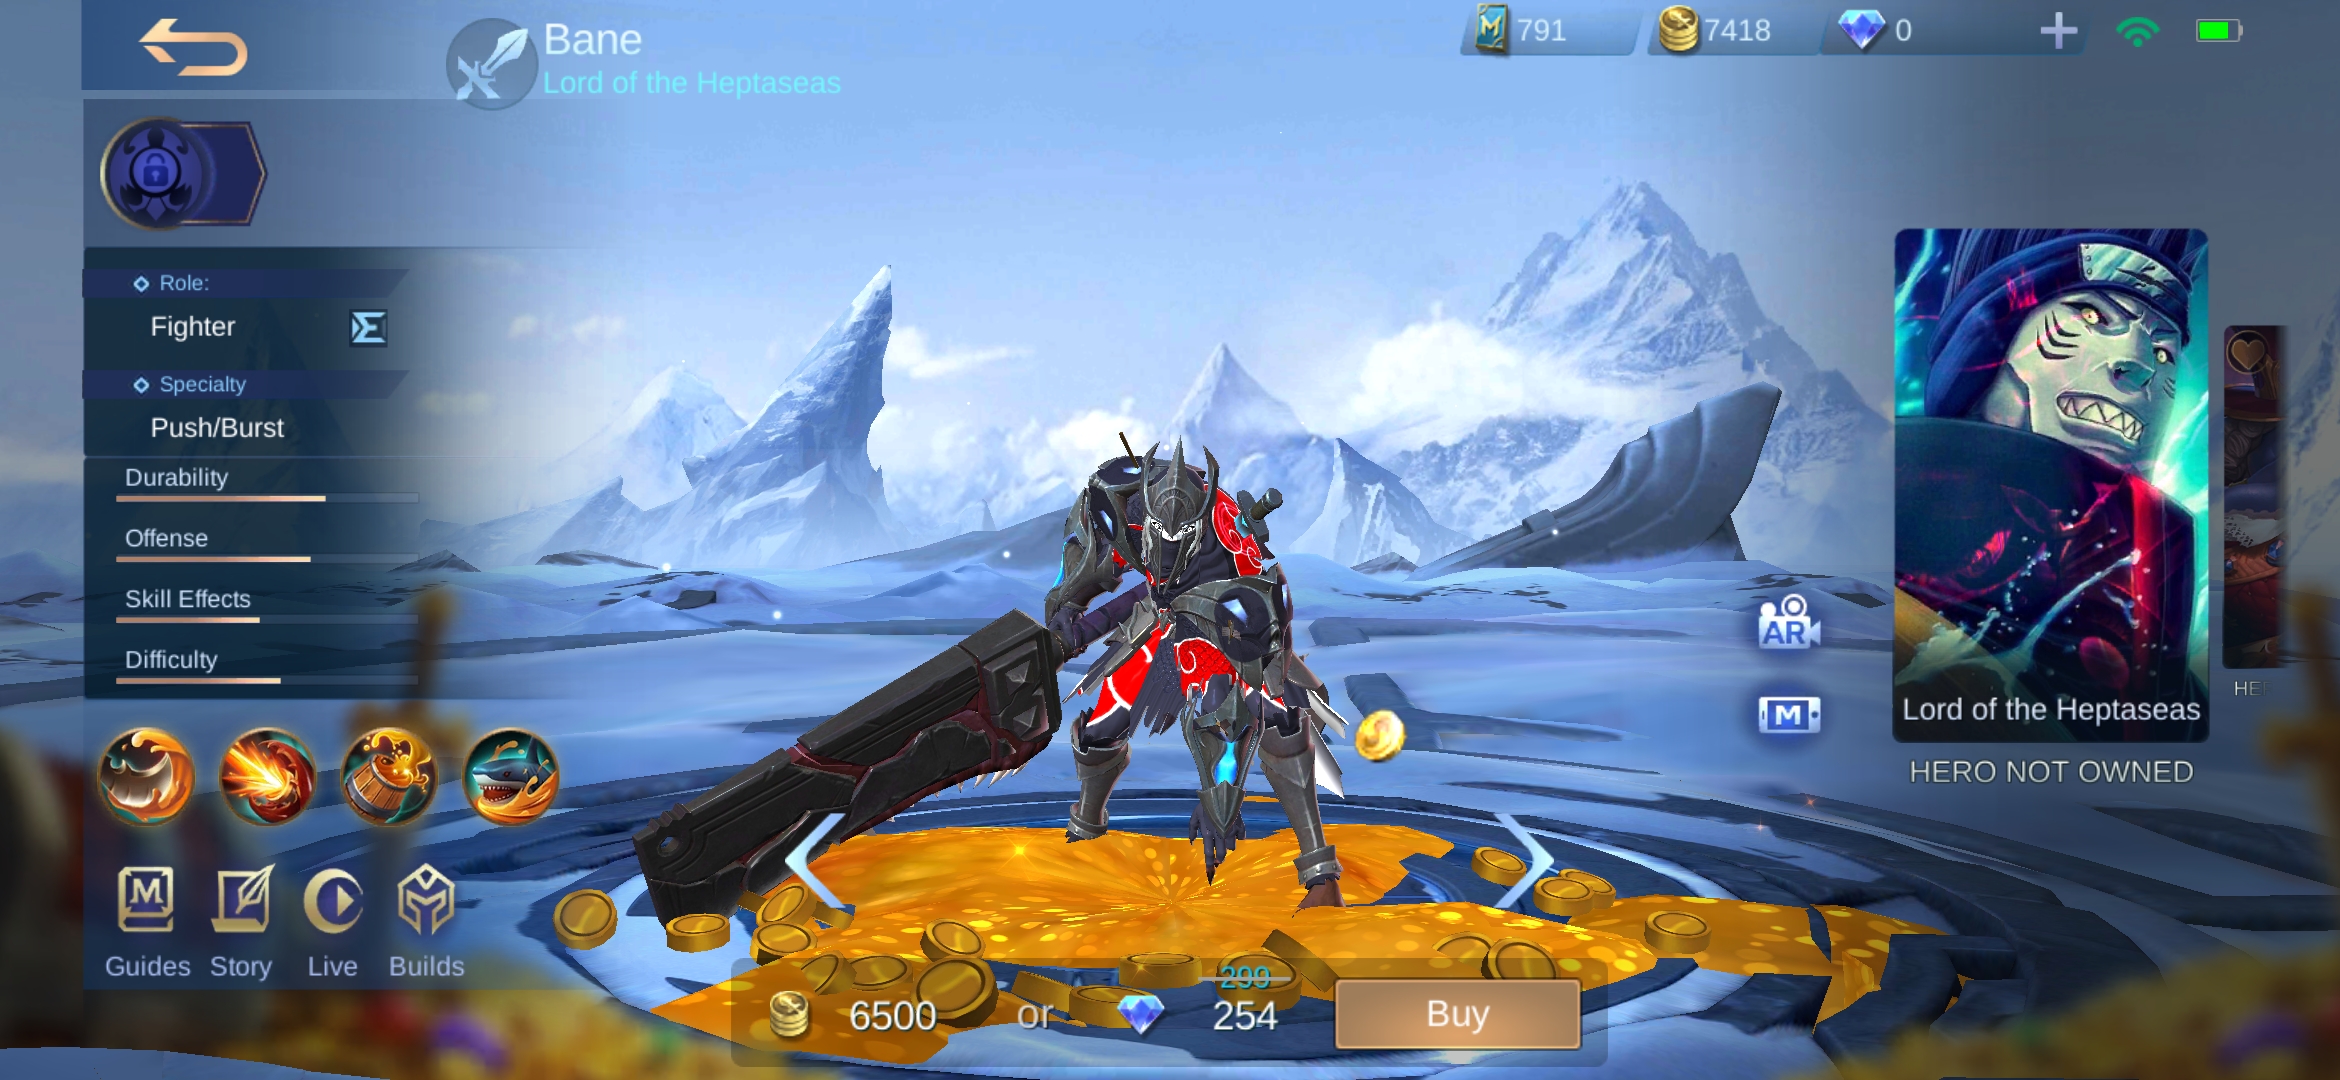 Bane
Lord of the Heptaseas
791
7418
0
Role:
Fighter
Specialty
Push/Burst
Durability
Offense
Skill Effects
Difficulty
AR
M
Lord of the Heptaseas
HERO NOT OWNED
M
Guides
Story
Live
Builds
6500
or
299
254
Buy